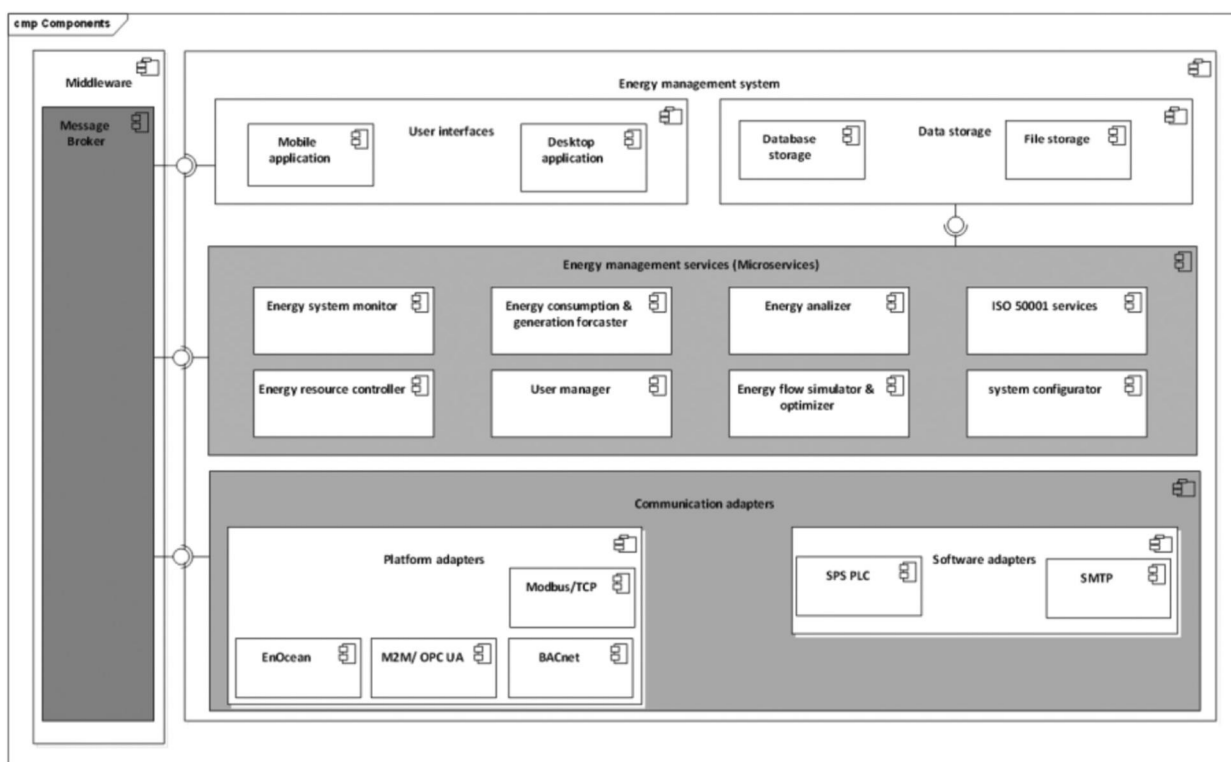 cmp Components
Middleware
Message
Broker
Energy management system
User interfaces
Mobile
application
Desktop
application
Data storage
Database
storage
File storage
Energy management services (Microservices)
Energy system monitor
Energy consumption &
generation forcaster
Energy analizer
ISO 50001 services
Energy resource controller
User manager
Energy flow simulator &
optimizer
system configurator
Communication adapters
Platform adapters
Modbus/TCP
EnOcean
M2M/ OPC UA
BACnet
Software adapters
SPS PLC
SMTP